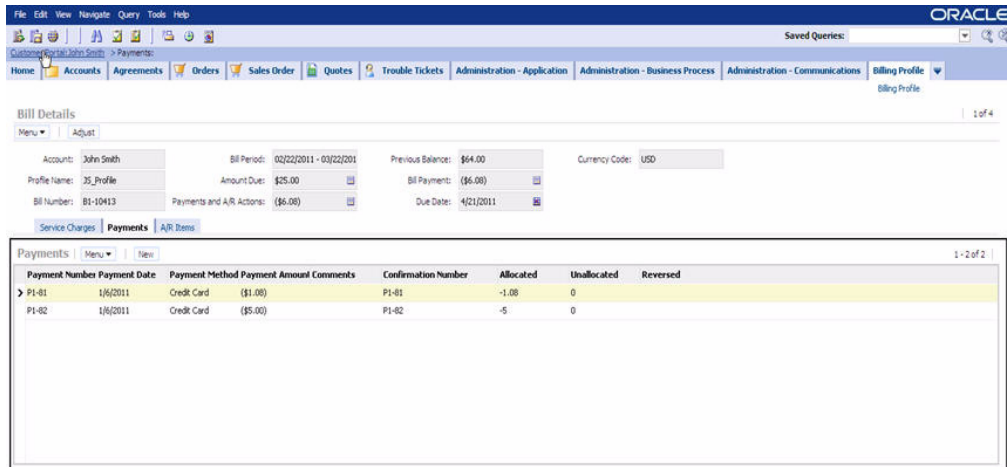 File Edit View Navigate Query Tools Help
ORACLE
Saved Queries:
Customer Portal: John Smith > Payments:
Home Accounts Agreements Orders Sales Order Quotes Trouble Tickets Administration - Application Administration - Business Process Administration - Communications Billing Profile
Billing Profile
Bill Details 1 of 4
Menu Adjust
Account: John Smith Bill Period: 02/22/2011 - 03/22/201 Previous Balance: $64.00 Currency Code: USD
Profile Name: JS_Profile Amount Due: $25.00 Bill Payment: ($6.08)
Bill Number: B1-10413 Payments and A/R Actions: ($6.08) Due Date: 4/21/2011
Service Charges Payments A/R Items
Payments Menu New 1 - 2 of 2
Payment Number Payment Date Payment Method Payment Amount Comments Confirmation Number Allocated Unallocated Reversed
P1-81 1/6/2011 Credit Card ($1.08) P1-81 -1.08 0
P1-82 1/6/2011 Credit Card ($5.00) P1-82 -5 0